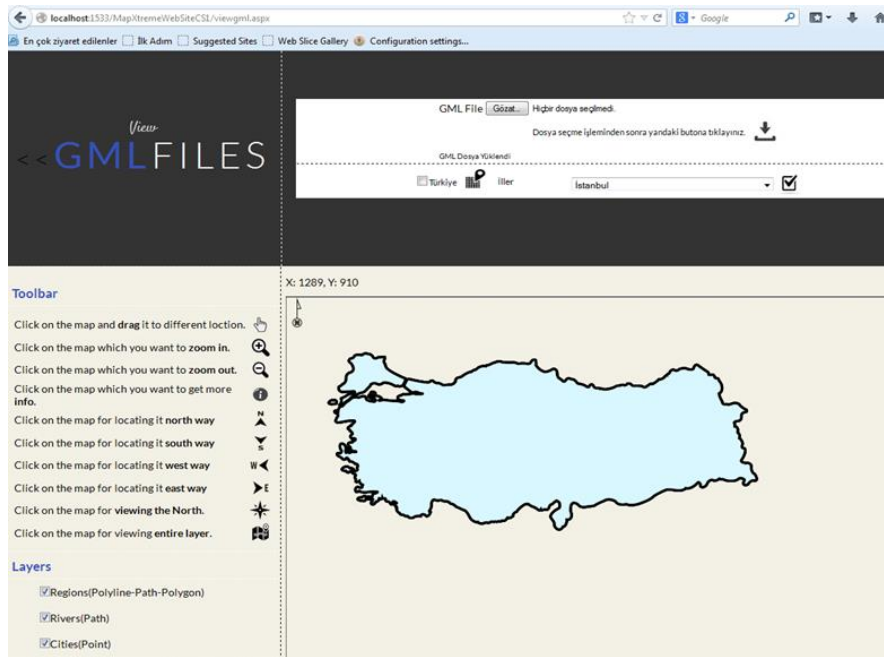 localhost:1533/MapXtremeWebSiteCS1/viewgml.aspx
Google
En çok ziyaret edilenler İlk Adım Suggested Sites Web Slice Gallery Configuration settings...
View
<< GMLFILES
GML File Gözat... Hiçbir dosya seçilmedi.
Dosya seçme işleminden sonra yandaki butona tıklayınız.
GML Dosya Yüklendi
Türkiye İller İstanbul
X: 1289, Y: 910
Toolbar
Click on the map and drag it to different loction.
Click on the map which you want to zoom in.
Click on the map which you want to zoom out.
Click on the map which you want to get more
info.
Click on the map for locating it north way N
Click on the map for locating it south way S
Click on the map for locating it west way W
Click on the map for locating it east way E
Click on the map for viewing the North.
Click on the map for viewing entire layer.
Layers
Regions(Polyline-Path-Polygon)
Rivers(Path)
Cities(Point)